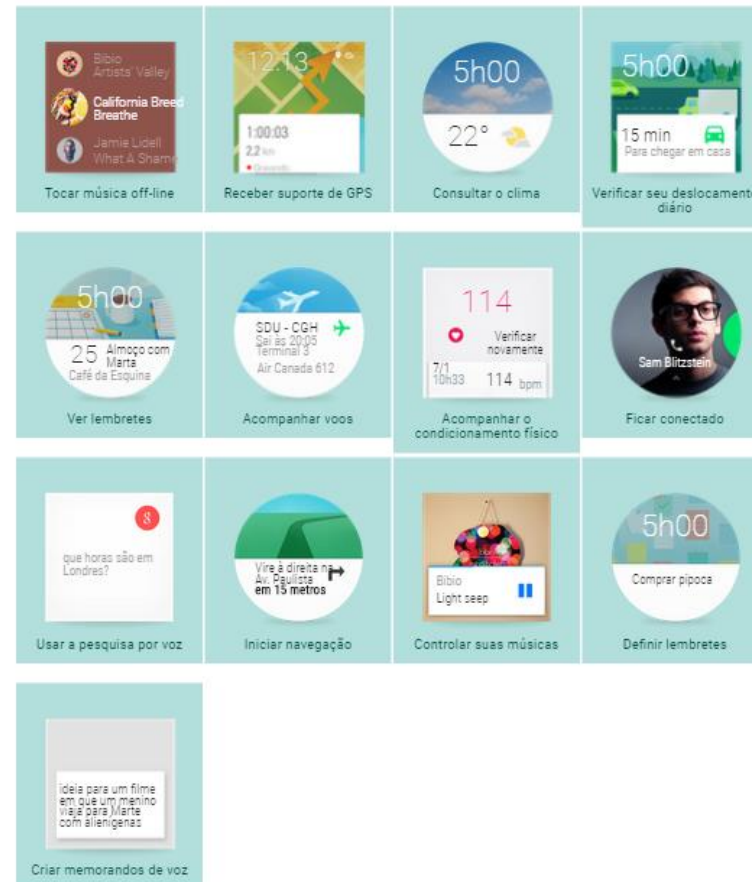 Bibio
Artists' Valley
California Breed
Breathe
Jamie Lidell
What A Shame
Tocar música off-line
12:13
1:00:03
2,2 km
Gravando
Receber suporte de GPS
5h00
22°
Consultar o clima
5h00
15 min
Para chegar em casa
Verificar seu deslocamento
diário
5h00
25 Almoço com
Marta
Café da Esquina
Ver lembretes
SDU - CGH
Sai às 20:05
Terminal 3
Air Canada 612
Acompanhar voos
114
Verificar
novamente
7/1
10h33
114 bpm
Acompanhar o
condicionamento físico
Sam Blitzstein
Ficar conectado
8
que horas são em
Londres?
Usar a pesquisa por voz
Vire à direita na
Av. Paulista
em 15 metros
Iniciar navegação
Bibio
Light seep
Controlar suas músicas
5h00
Comprar pipoca
Definir lembretes
ideia para um filme
em que um menino
viaja para Marte
com alienígenas
Criar memorandos de voz